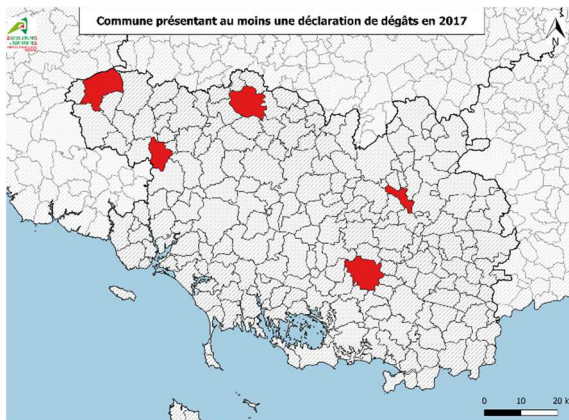 Commune présentant au moins une déclaration de dégâts en 2017
N
0 10 20 k